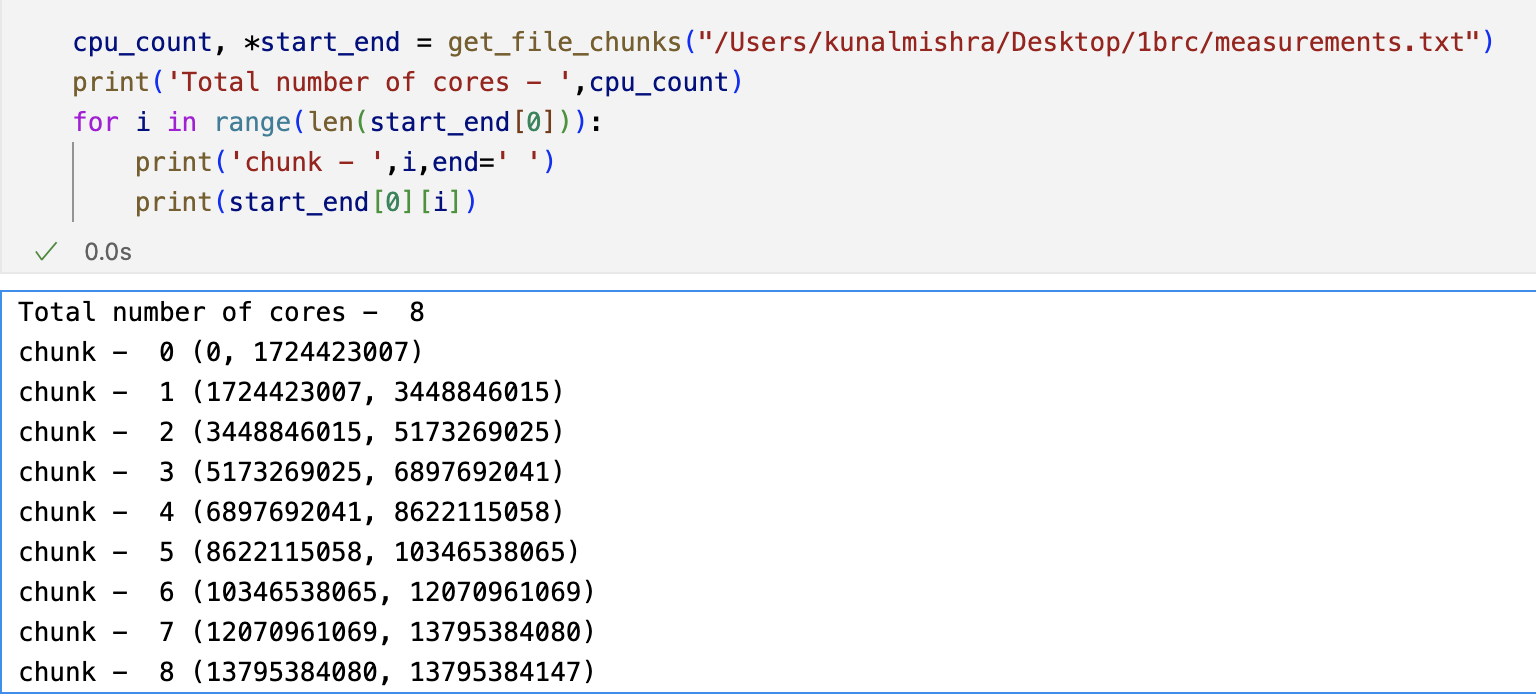 cpu_count, *start_end = get_file_chunks("/Users/kunalmishra/Desktop/1brc/measurements.txt")
print('Total number of cores - ',cpu_count)
for i in range(len(start_end[0])):
    print('chunk - ',i,end=' ')
    print(start_end[0][i])
0.0s
Total number of cores -  8
chunk -  0 (0, 1724423007)
chunk -  1 (1724423007, 3448846015)
chunk -  2 (3448846015, 5173269025)
chunk -  3 (5173269025, 6897692041)
chunk -  4 (6897692041, 8622115058)
chunk -  5 (8622115058, 10346538065)
chunk -  6 (10346538065, 12070961069)
chunk -  7 (12070961069, 13795384080)
chunk -  8 (13795384080, 13795384147)